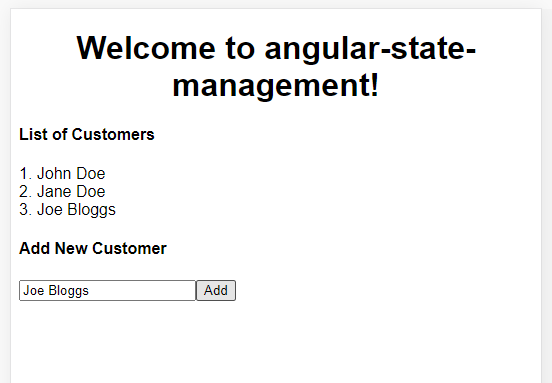 Welcome to angular-state-
management!
List of Customers
1. John Doe
2. Jane Doe
3. Joe Bloggs
Add New Customer
Joe Bloggs Add